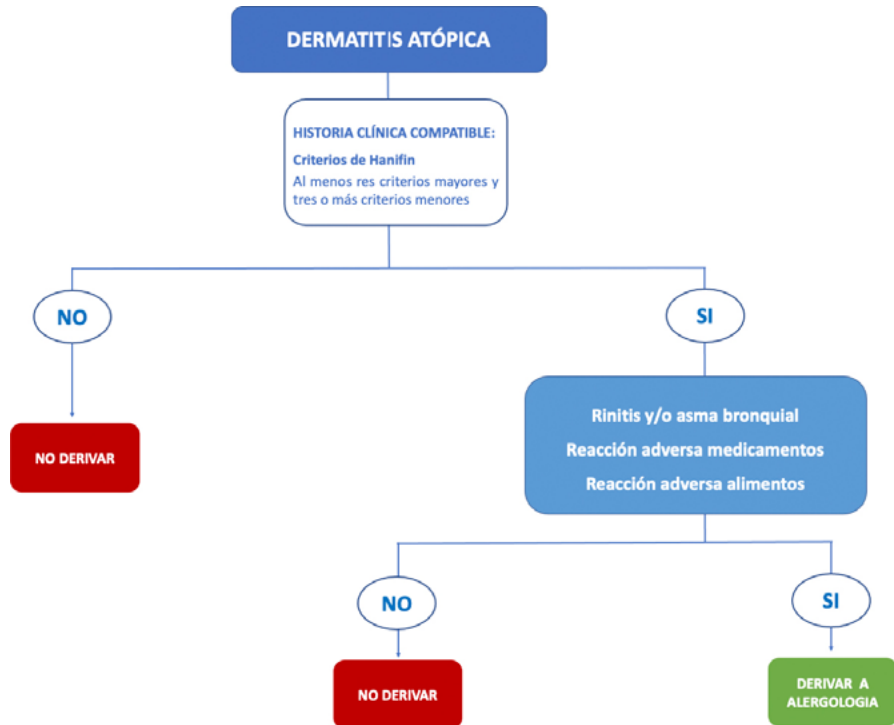 DERMATITIS ATÓPICA
HISTORIA CLÍNICA COMPATIBLE:
Criterios de Hanifin
Al menos res criterios mayores y
tres o más criterios menores
NO
SI
NO DERIVAR
Rinitis y/o asma bronquial
Reacción adversa medicamentos
Reacción adversa alimentos
NO
SI
NO DERIVAR
DERIVAR A
ALERGOLOGIA